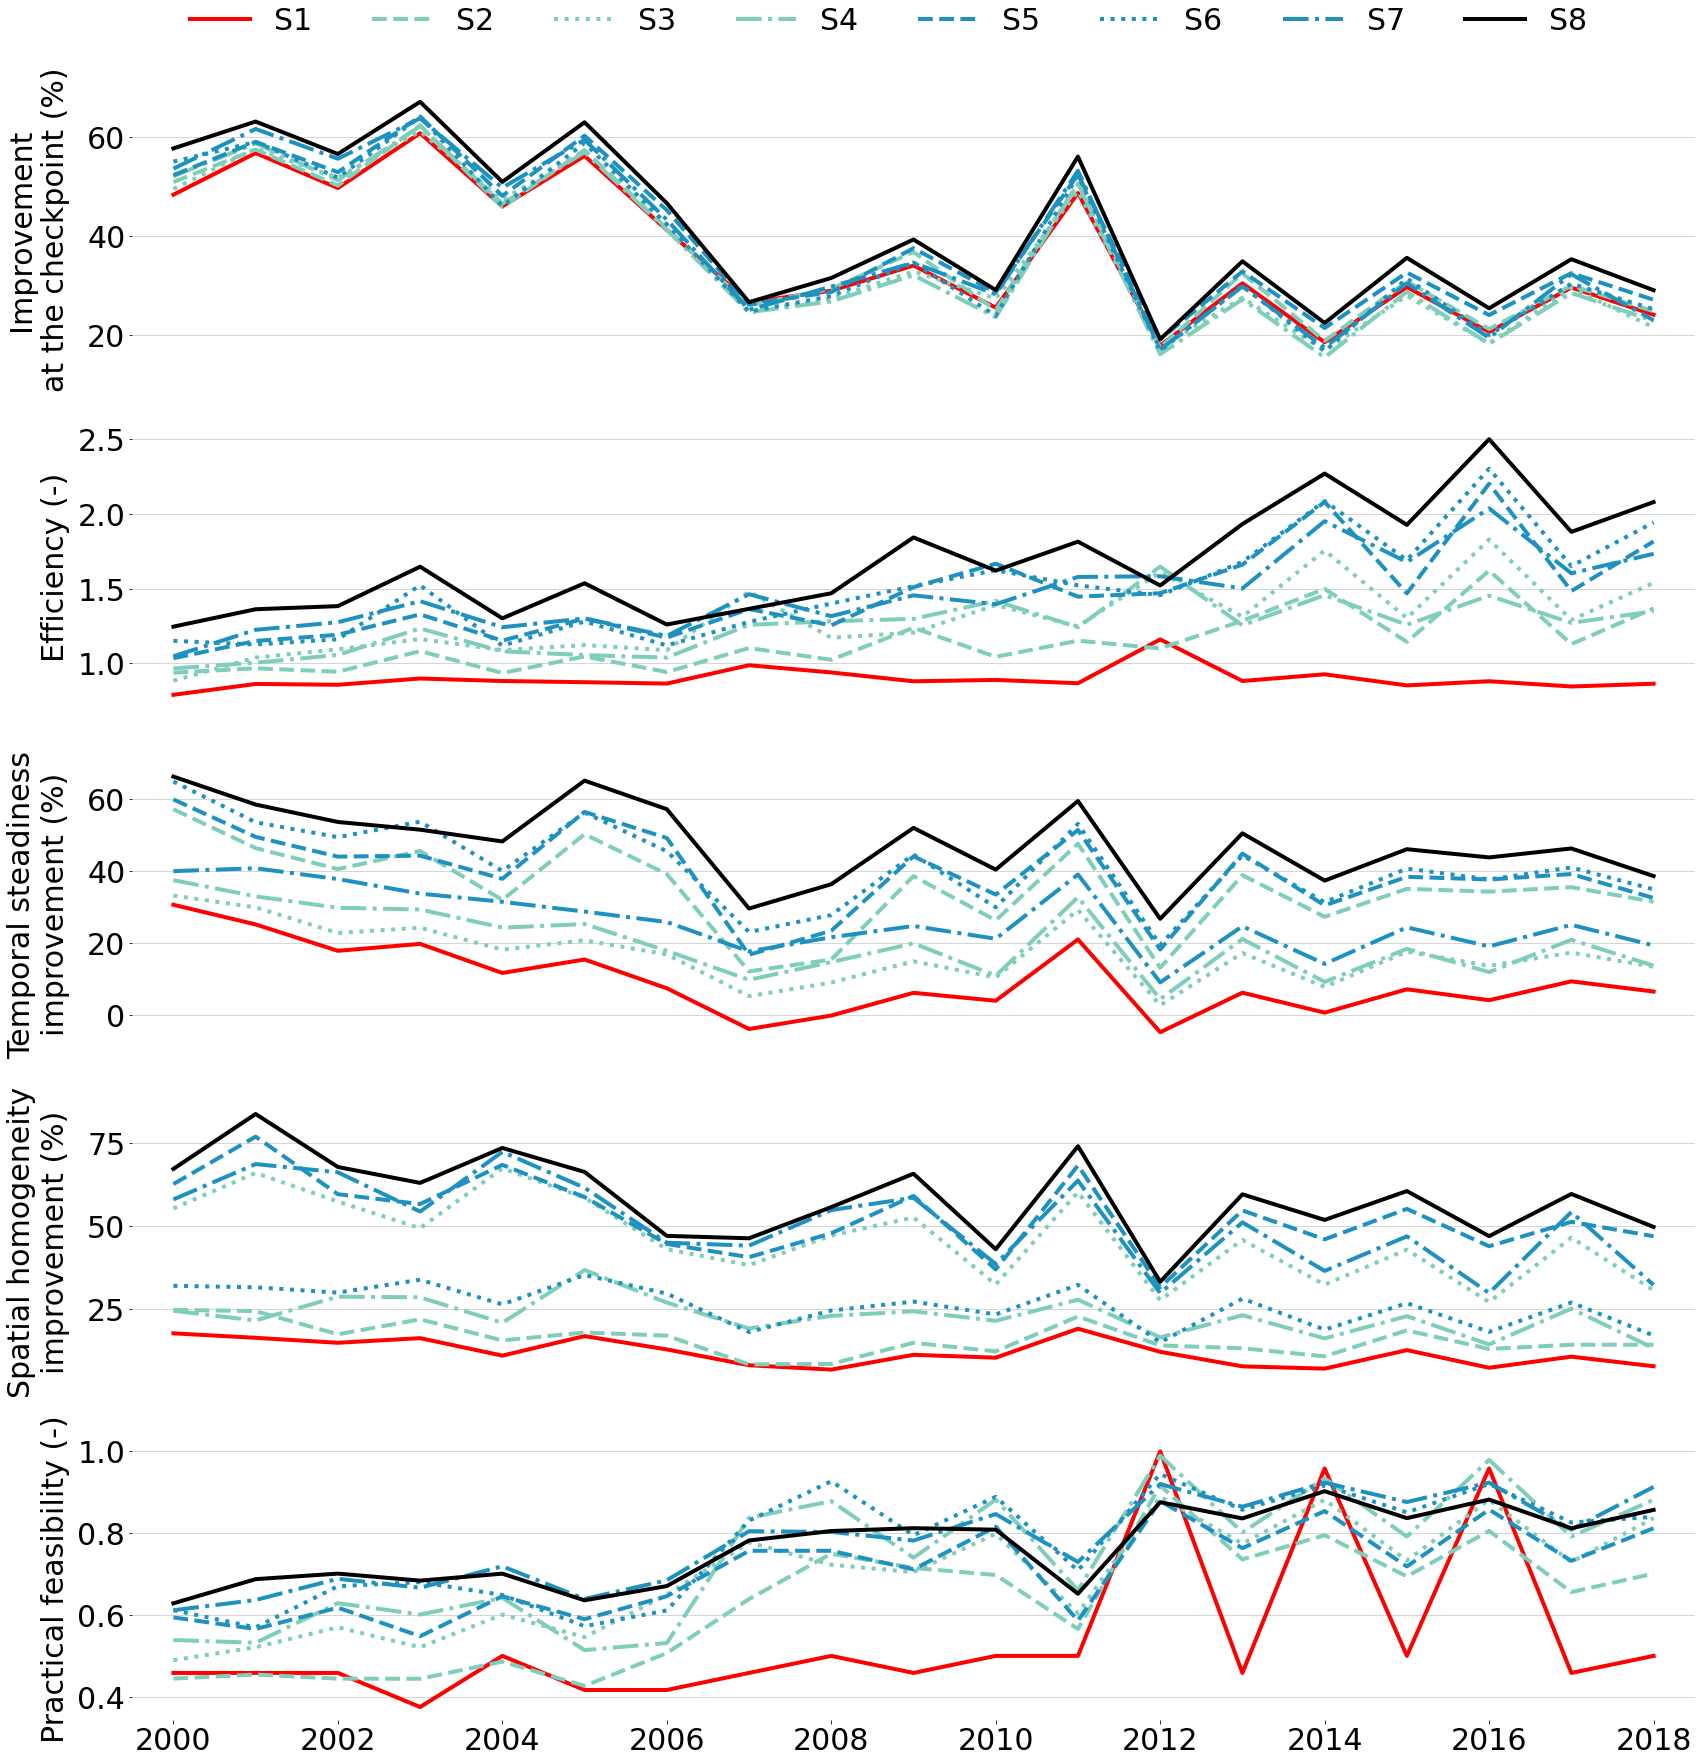 S1 S2 S3 S4 S5 S6 S7 S8
Improvement
at the checkpoint (%)
60
40
20
Efficiency (-)
2.5
2.0
1.5
1.0
Temporal steadiness
improvement (%)
60
40
20
0
Spatial homogeneity
improvement (%)
75
50
25
Practical feasibility (-)
1.0
0.8
0.6
0.4
2000 2002 2004 2006 2008 2010 2012 2014 2016 2018